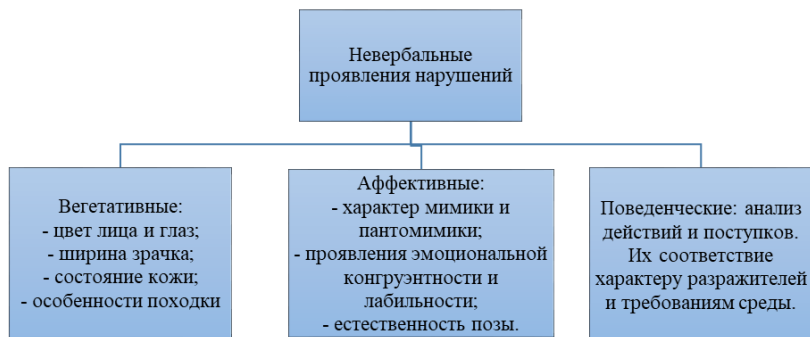 Невербальные
проявления нарушений
Вегетативные:
- цвет лица и глаз;
- ширина зрачка;
- состояние кожи;
- особенности походки
Аффективные:
- характер мимики и
пантомимики;
- проявления эмоциональной
конгруэнтности и
лабильности;
- естественность позы.
Поведенческие: анализ
действий и поступков.
Их соответствие
характеру разражителей
и требованиям среды.